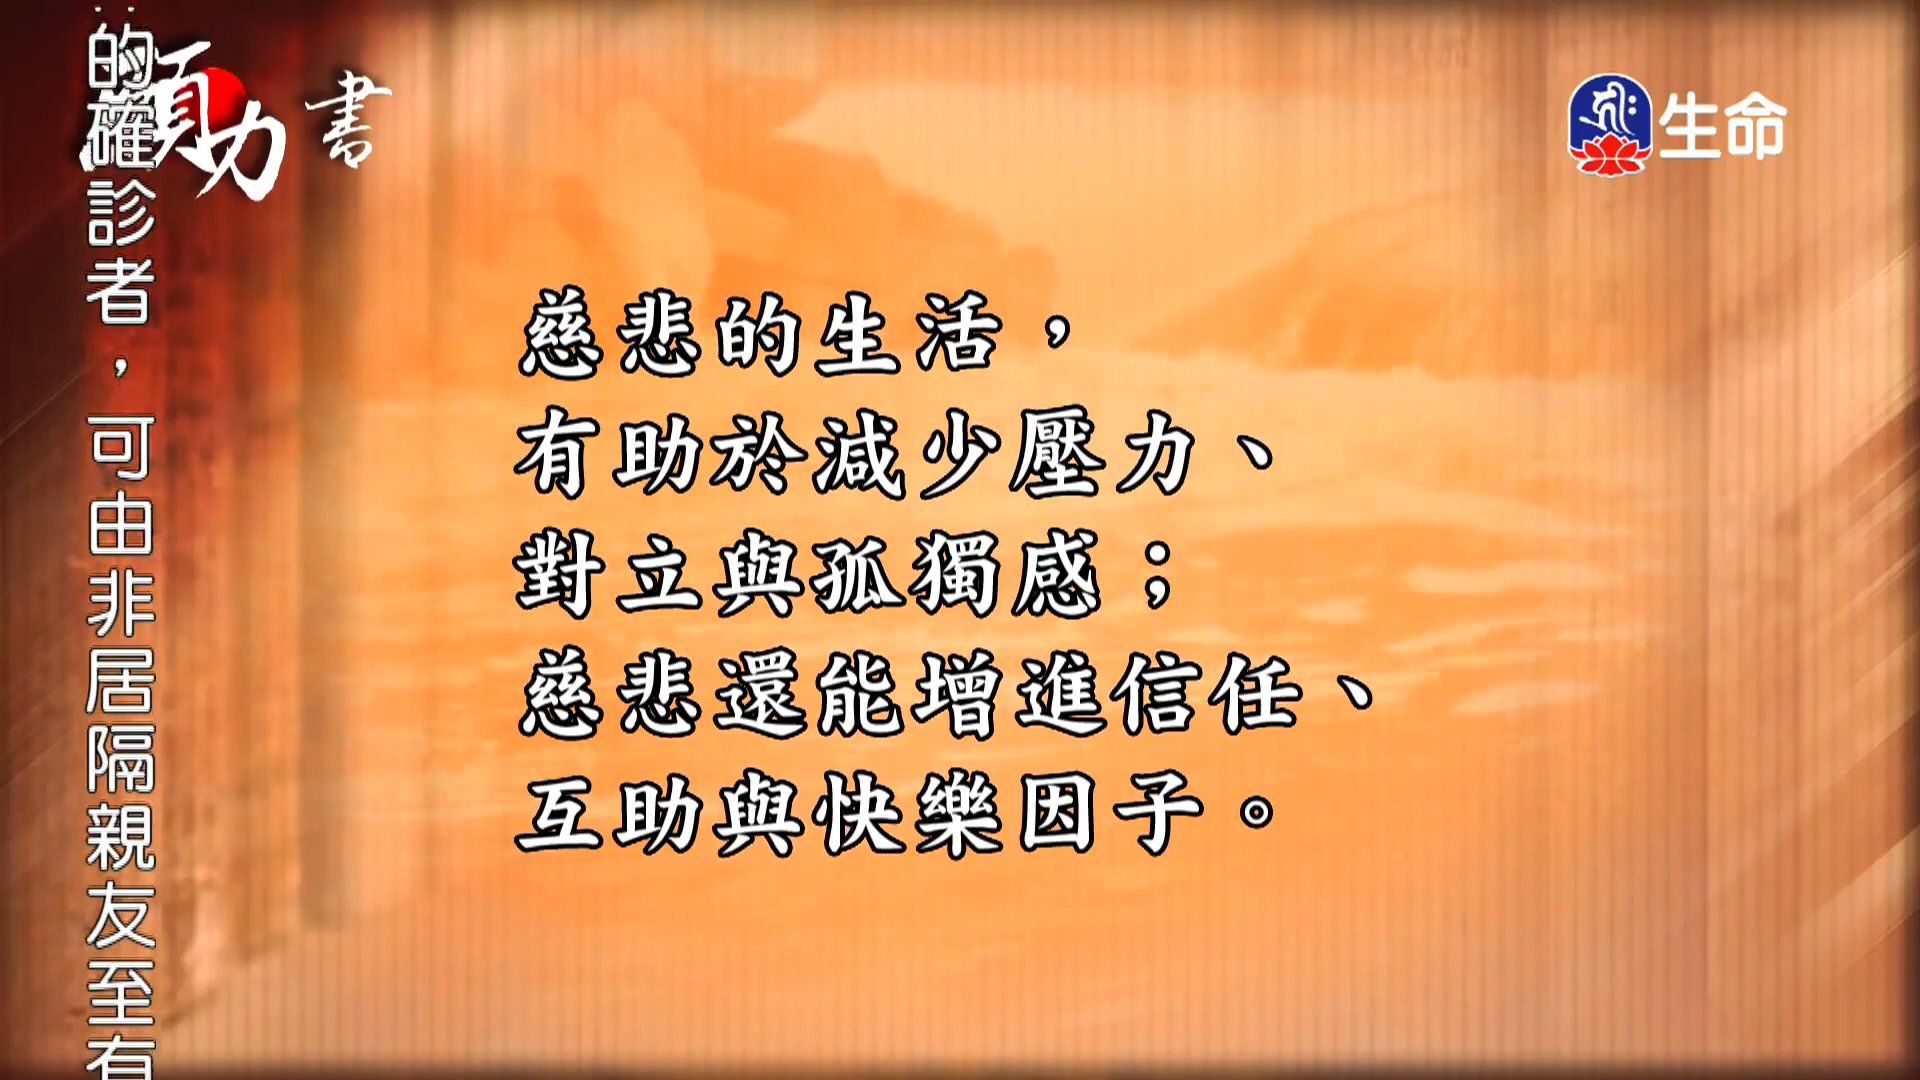 書
生命
慈悲的生活，
有助於減少壓力、
對立與孤獨感；
慈悲還能增進信任、
互助與快樂因子。
的確診者，可由非居隔親友至有